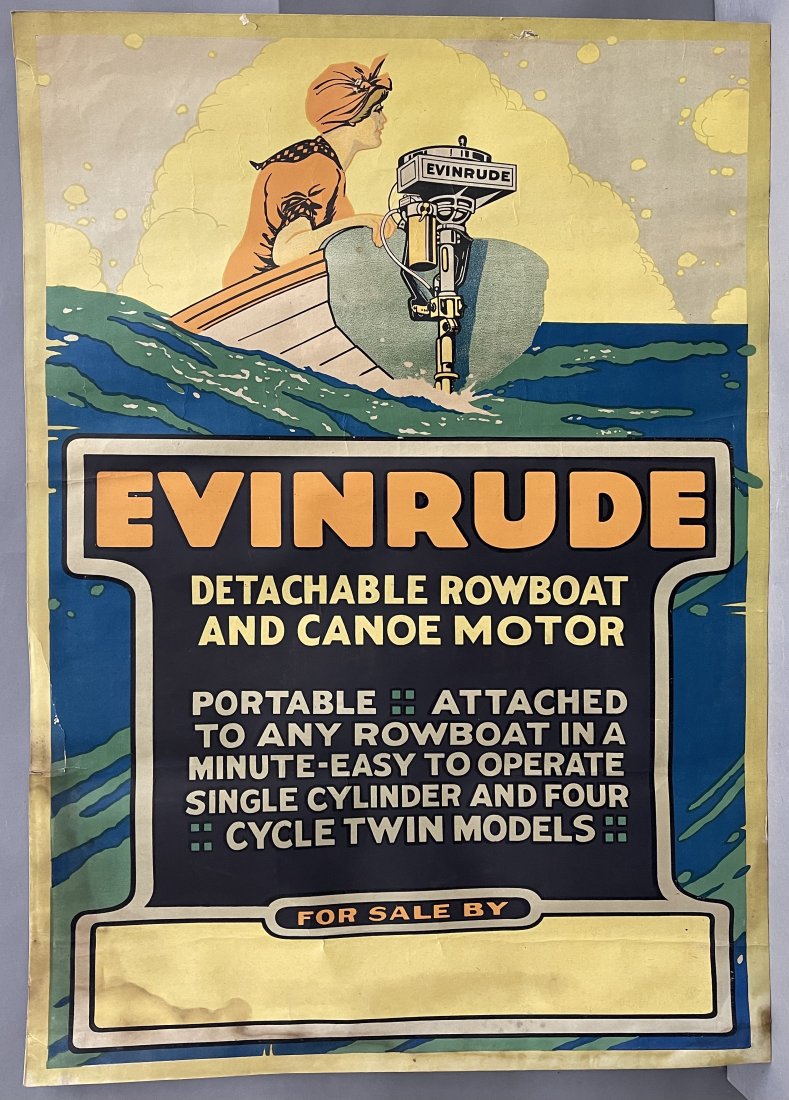 EVINRUDE
EVINRUDE
DETACHABLE ROWBOAT
AND CANOE MOTOR
PORTABLE :: ATTACHED
TO ANY ROWBOAT IN A
MINUTE-EASY TO OPERATE
SINGLE CYLINDER AND FOUR
:: CYCLE TWIN MODELS ::
FOR SALE BY